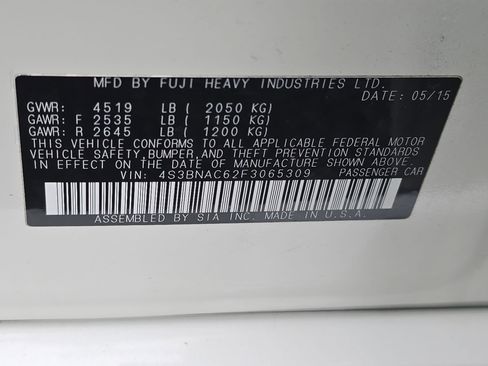 MFD BY FUJI HEAVY INDUSTRIES LTD.
DATE: 05/15
GVWR: 4519 LB ( 2050 KG)
GAWR: F 2535 LB ( 1150 KG)
GAWR: R 2645 LB ( 1200 KG)
THIS VEHICLE CONFORMS TO ALL APPLICABLE FEDERAL MOTOR
VEHICLE SAFETY, BUMPER, AND THEFT PREVENTION STANDARDS
IN EFFECT ON THE DATE OF MANUFACTURE SHOWN ABOVE.
VIN: 4S3BNAC62F3065309 PASSENGER CAR
ASSEMBLED BY SIA INC. MADE IN U.S.A.